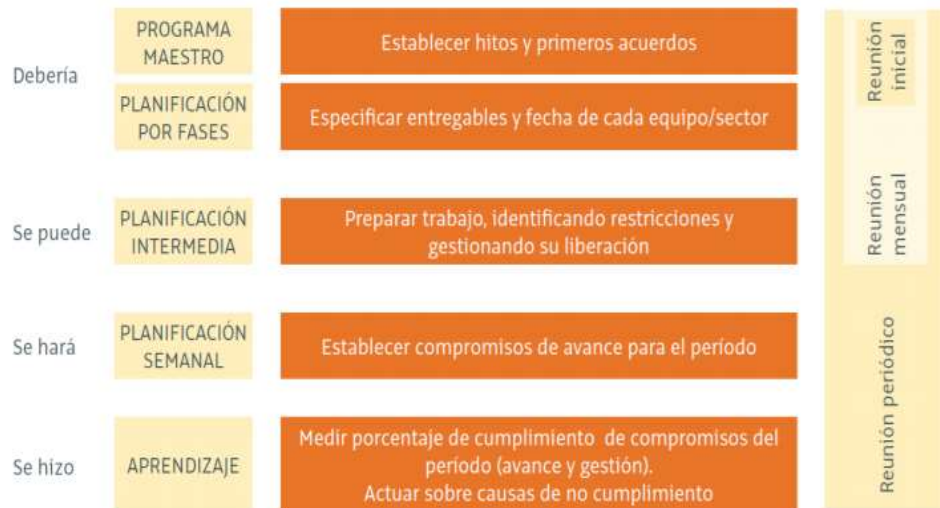 Debería
PROGRAMA
MAESTRO
Establecer hitos y primeros acuerdos
PLANIFICACIÓN
POR FASES
Especificar entregables y fecha de cada equipo/sector
Se puede
PLANIFICACIÓN
INTERMEDIA
Preparar trabajo, identificando restricciones y
gestionando su liberación
Se hará
PLANIFICACIÓN
SEMANAL
Establecer compromisos de avance para el período
Se hizo
APRENDIZAJE
Medir porcentaje de cumplimiento de compromisos del
período (avance y gestión).
Actuar sobre causas de no cumplimiento
Reunión
inicial
Reunión
mensual
Reunión periódico